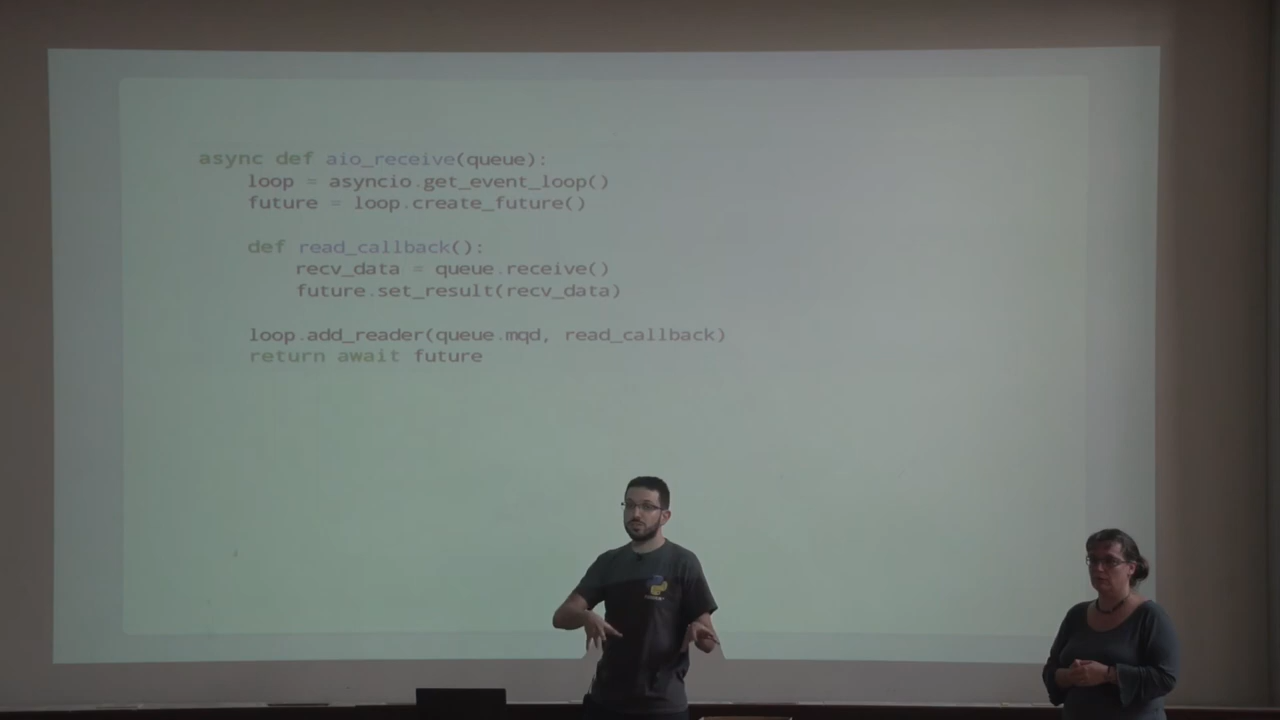 async def aio_receive(queue):
    loop = asyncio.get_event_loop()
    future = loop.create_future()
    def read_callback():
        recv_data = queue.receive()
        future.set_result(recv_data)
    loop.add_reader(queue.mqd, read_callback)
    return await future